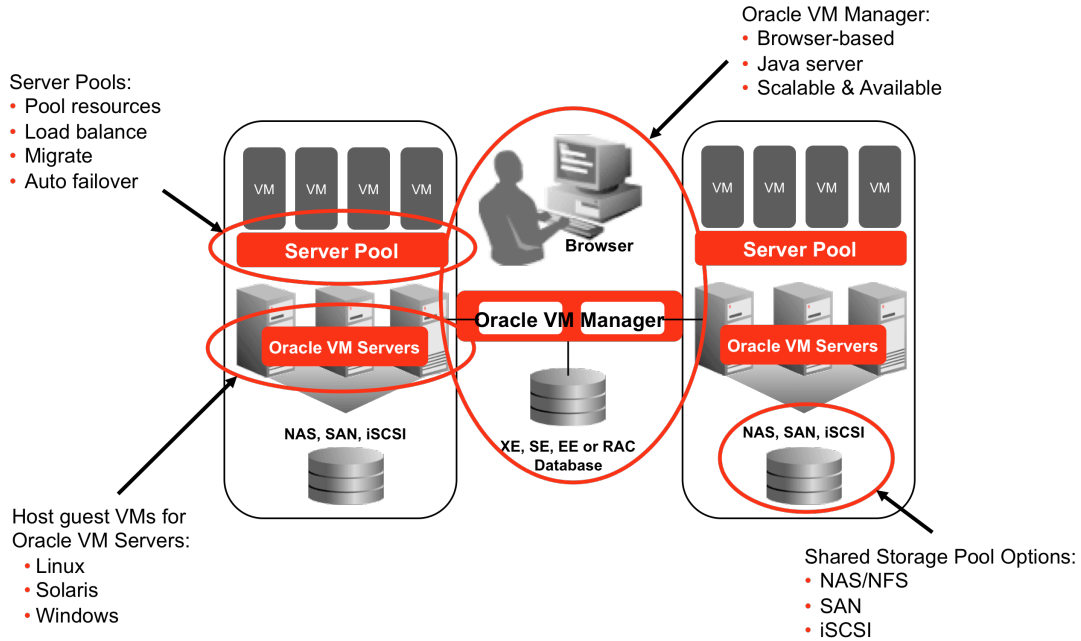 Oracle VM Manager:
• Browser-based
• Java server
• Scalable & Available
Server Pools:
• Pool resources
• Load balance
• Migrate
• Auto failover
VM VM VM VM
Server Pool
Oracle VM Servers
NAS, SAN, iSCSI
Browser
Oracle VM Manager
XE, SE, EE or RAC
Database
VM VM VM VM
Server Pool
Oracle VM Servers
NAS, SAN, iSCSI
Host guest VMs for
Oracle VM Servers:
• Linux
• Solaris
• Windows
Shared Storage Pool Options:
• NAS/NFS
• SAN
• iSCSI